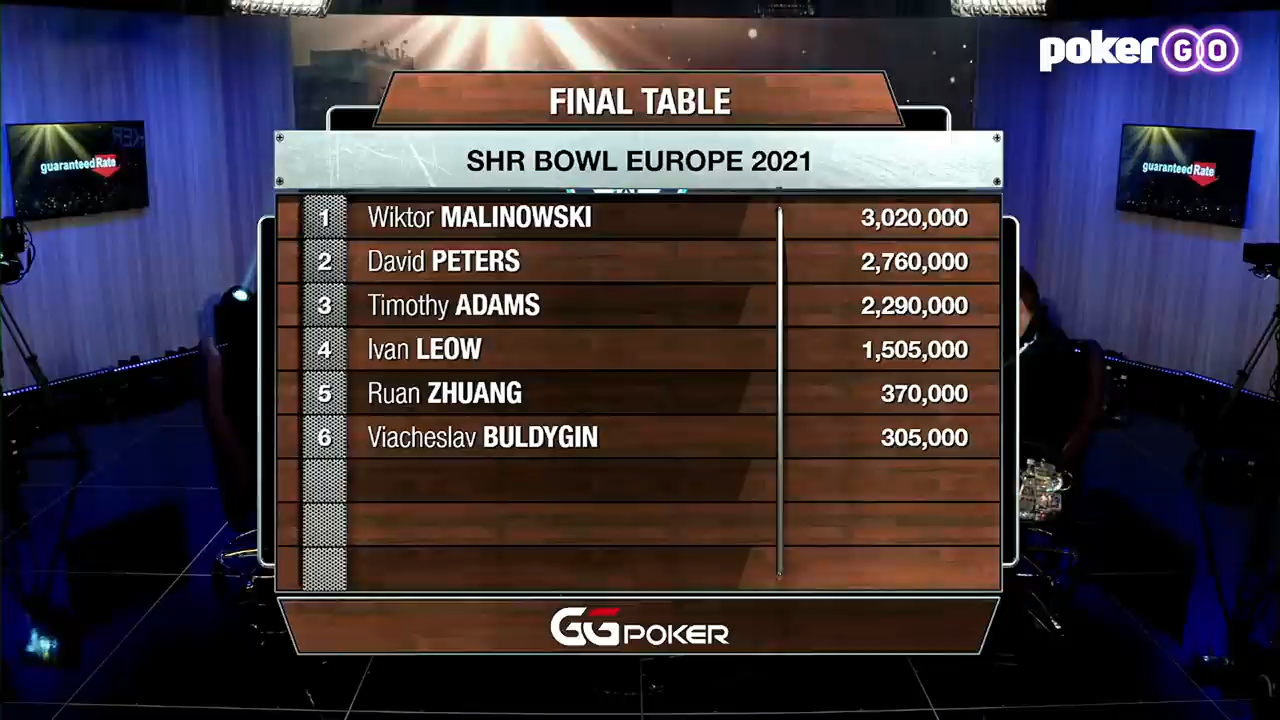 pokerGO
FINAL TABLE
SHR BOWL EUROPE 2021
1 Wiktor MALINOWSKI 3,020,000
2 David PETERS 2,760,000
3 Timothy ADAMS 2,290,000
4 Ivan LEOW 1,505,000
5 Ruan ZHUANG 370,000
6 Viacheslav BULDYGIN 305,000
guaranteedRate
guaranteedRate
GGPOKER